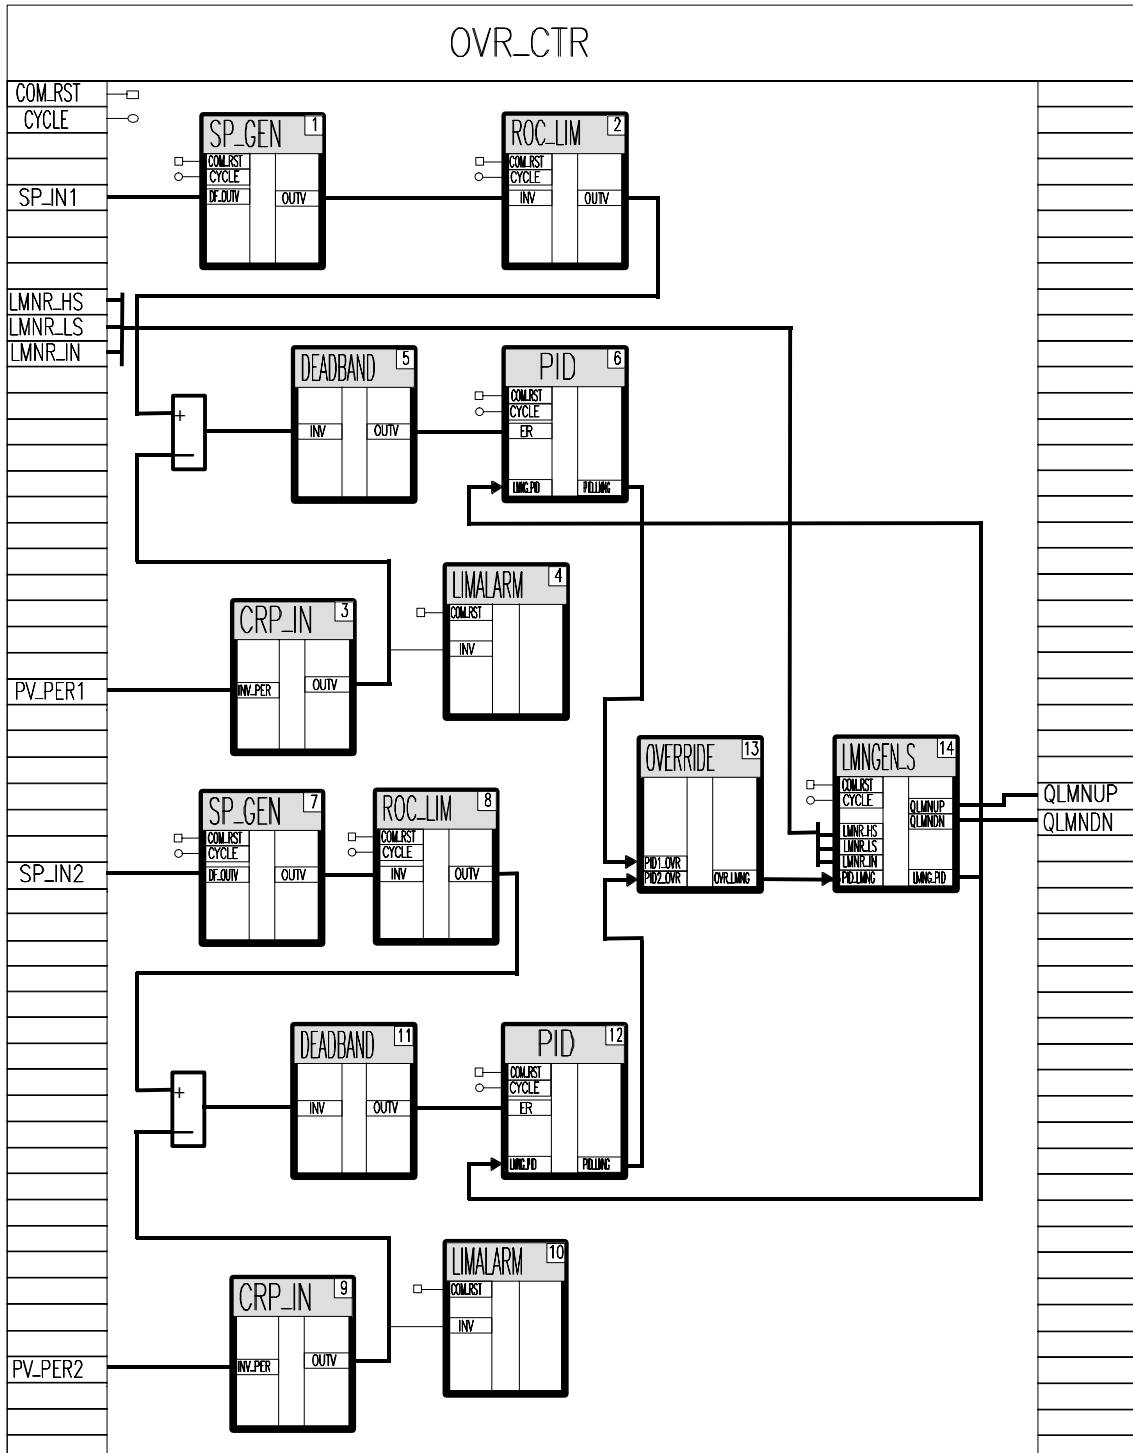 OVR_CTR
COM_RST
CYCLE
SP_GEN 1
COM_RST
CYCLE
DF_OUTV OUTV
ROC_LIM 2
COM_RST
CYCLE
INV OUTV
SP_IN1
LMNR_HS
LMNR_LS
LMNR_IN
DEADBAND 5
INV OUTV
PID 6
COM_RST
CYCLE
ER
LMNG_PID PID_LMNG
+
−
CRP_IN 3
INV_PER OUTV
LIMALARM 4
COM_RST
INV
PV_PER1
OVERRIDE 13
PID1_OVR
PID2_OVR OVR_LMNG
LMNGEN_S 14
COM_RST
CYCLE
QLMNUP
QLMNDN
LMNR_HS
LMNR_LS
LMNR_IN
PID_LMNG LMNG_PID
QLMNUP
QLMNDN
SP_GEN 7
COM_RST
CYCLE
DF_OUTV OUTV
ROC_LIM 8
COM_RST
CYCLE
INV OUTV
SP_IN2
DEADBAND 11
INV OUTV
PID 12
COM_RST
CYCLE
ER
LMNG_PID PID_LMNG
+
−
CRP_IN 9
INV_PER OUTV
LIMALARM 10
COM_RST
INV
PV_PER2